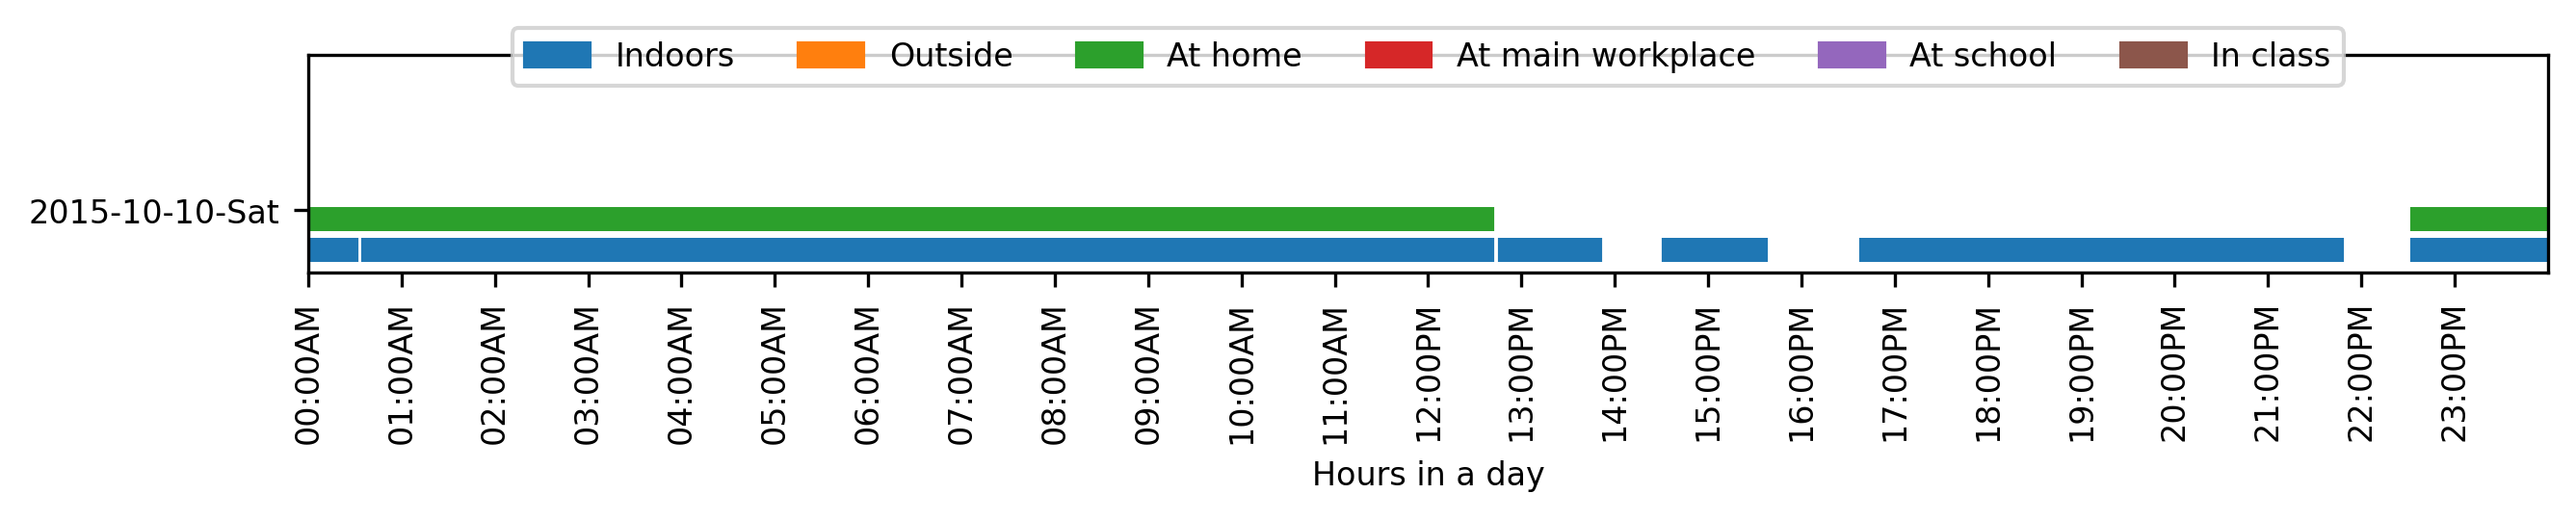 Indoors Outside At home At main workplace At school In class
2015-10-10-Sat
00:00AM
01:00AM
02:00AM
03:00AM
04:00AM
05:00AM
06:00AM
07:00AM
08:00AM
09:00AM
10:00AM
11:00AM
12:00PM
13:00PM
14:00PM
15:00PM
16:00PM
17:00PM
18:00PM
19:00PM
20:00PM
21:00PM
22:00PM
23:00PM
Hours in a day